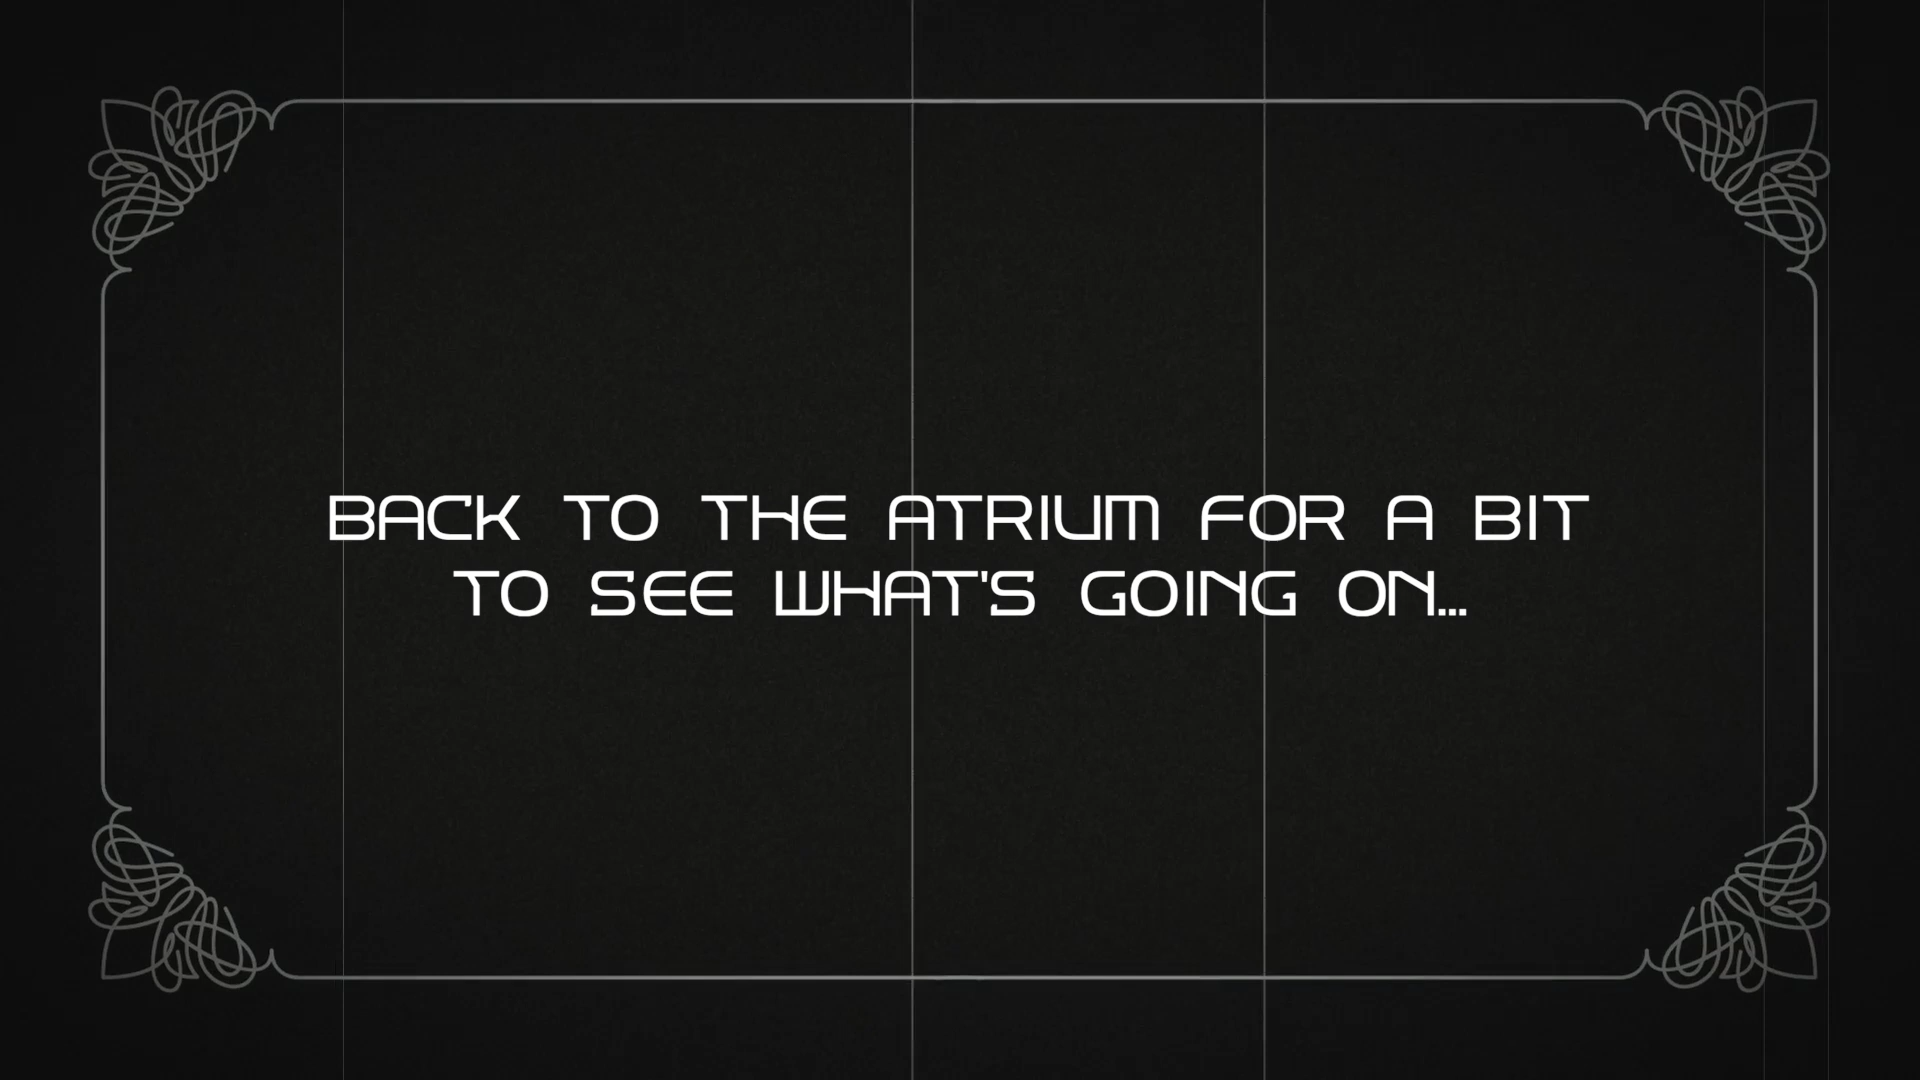 BACK TO THE ATRIUM FOR A BIT
TO SEE WHAT'S GOING ON...